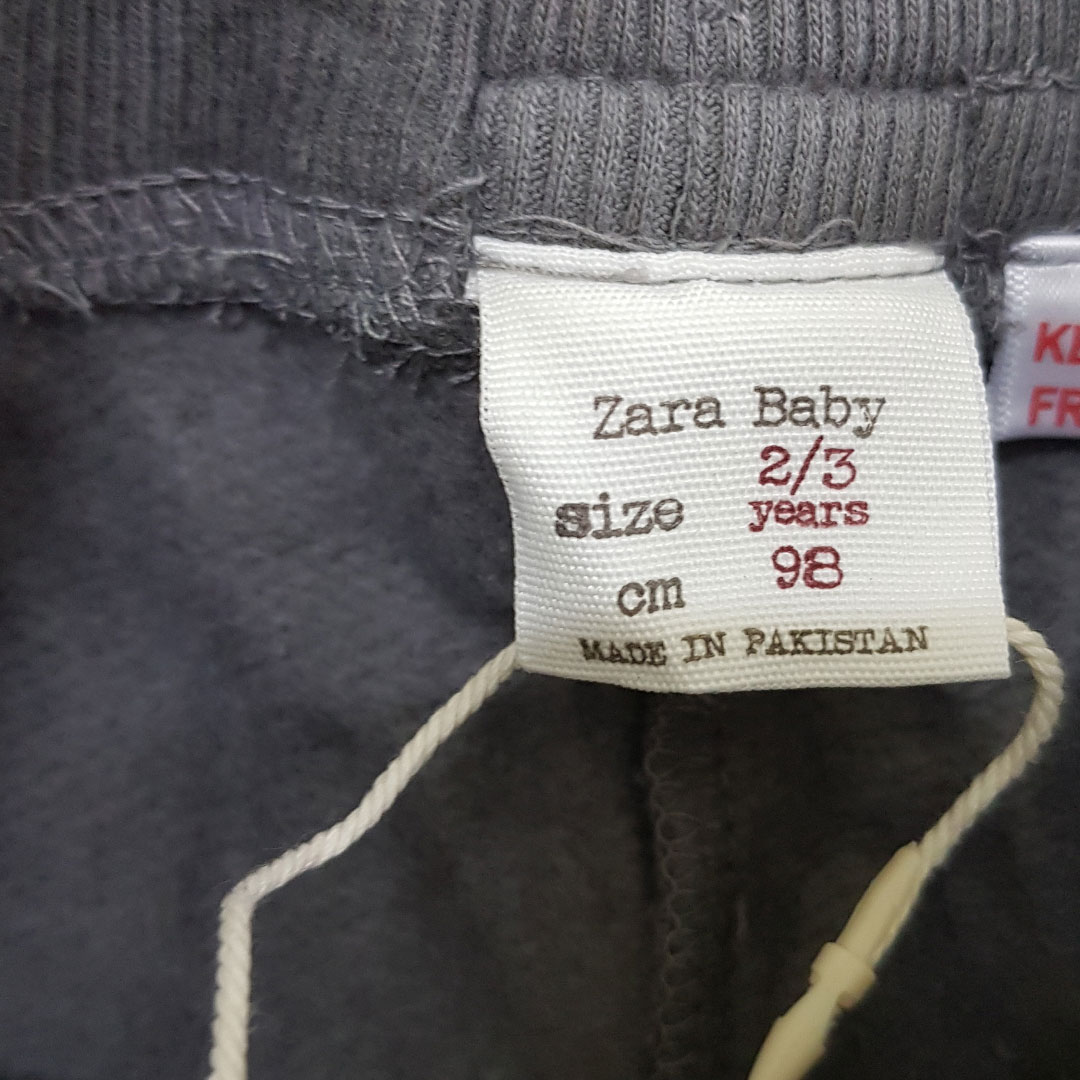 Zara Baby
2/3
size years
cm 98
MADE IN PAKISTAN